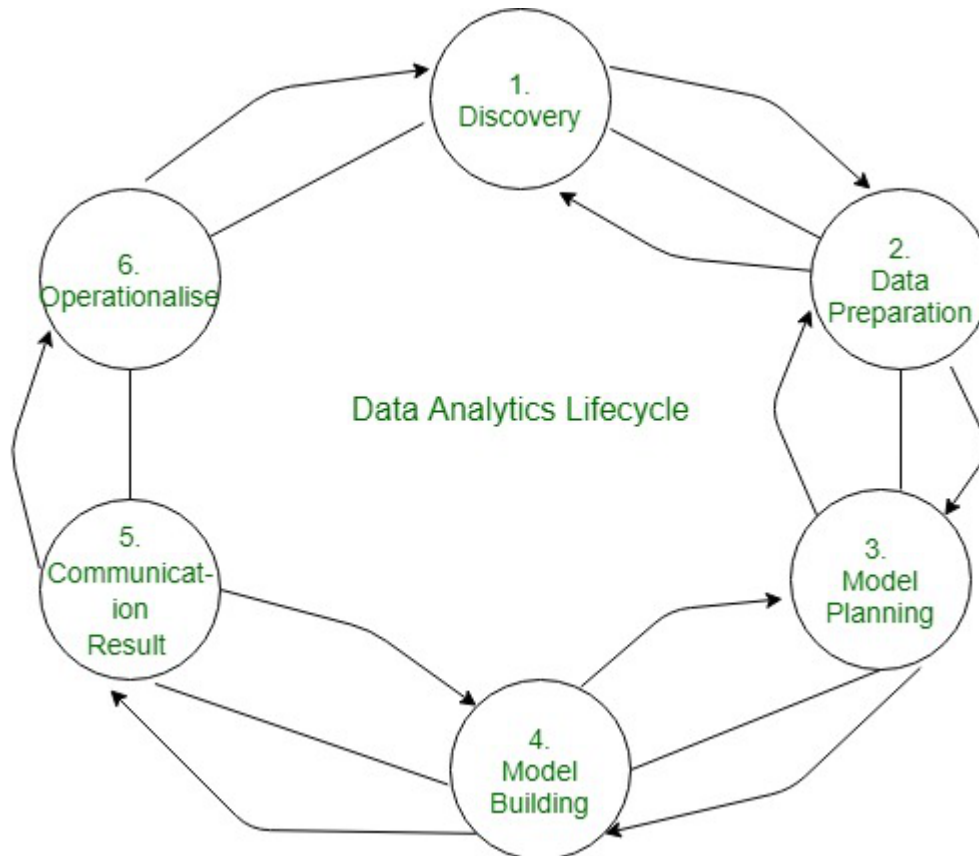 1.
Discovery
2.
Data
Preparation
3.
Model
Planning
4.
Model
Building
5.
Communicat-
ion
Result
6.
Operationalise
Data Analytics Lifecycle